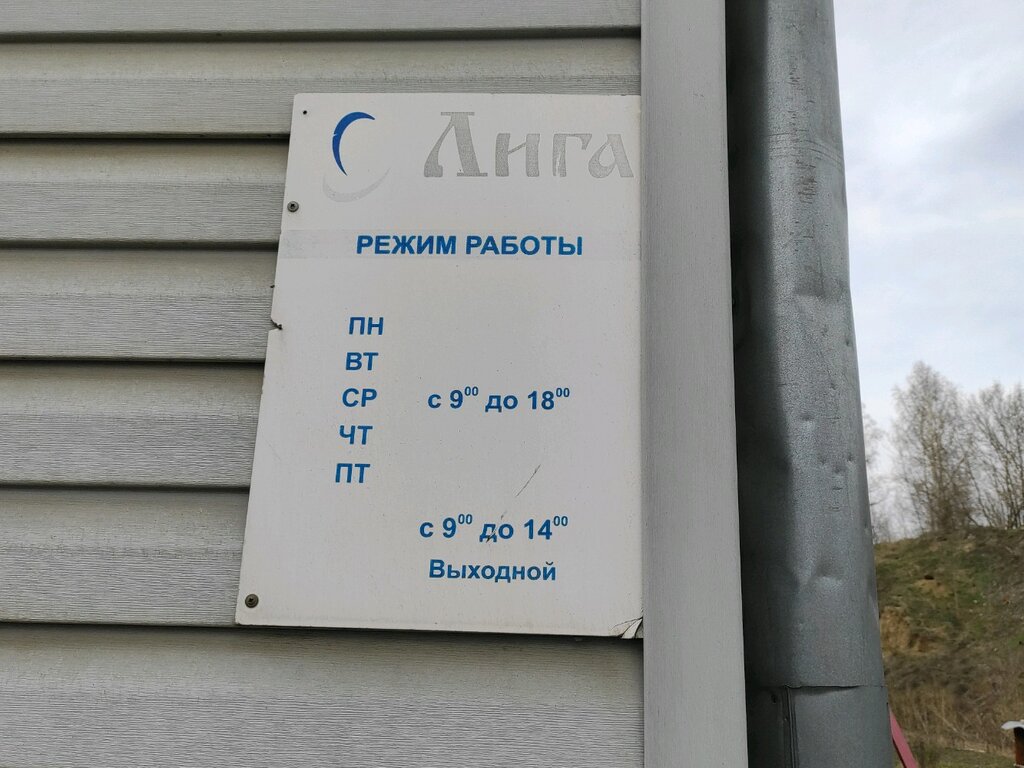 Лига
РЕЖИМ РАБОТЫ
ПН
ВТ
СР с 9⁰⁰ до 18⁰⁰
ЧТ
ПТ
с 9⁰⁰ до 14⁰⁰
Выходной